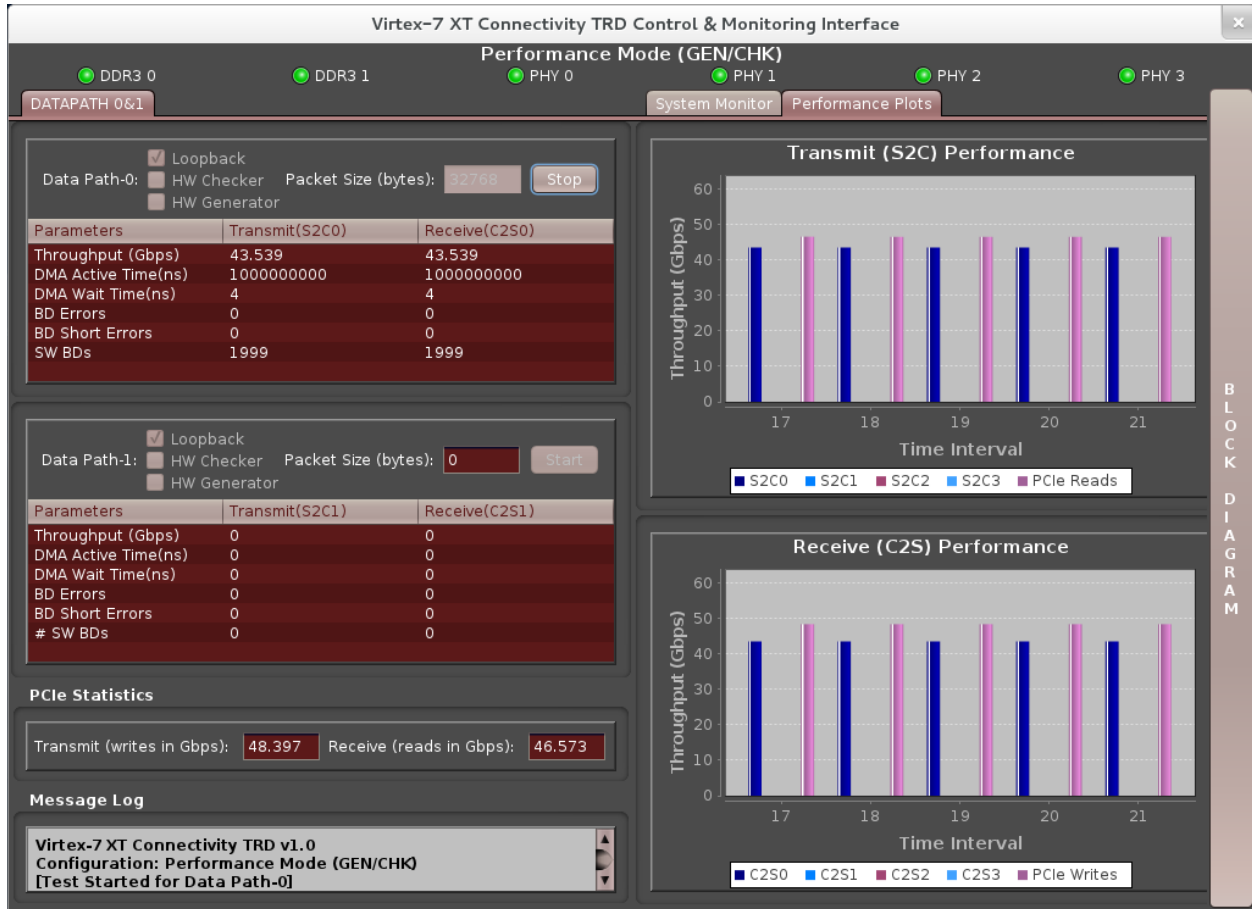 Virtex-7 XT Connectivity TRD Control & Monitoring Interface
Performance Mode (GEN/CHK)
DDR3 0 DDR3 1 PHY 0 PHY 1 PHY 2 PHY 3
DATAPATH 0&1 System Monitor Performance Plots
Loopback
Data Path-0: HW Checker Packet Size (bytes): 32768 Stop
HW Generator
Parameters Transmit(S2C0) Receive(C2S0)
Throughput (Gbps) 43.539 43.539
DMA Active Time(ns) 1000000000 1000000000
DMA Wait Time(ns) 4 4
BD Errors 0 0
BD Short Errors 0 0
SW BDs 1999 1999
Loopback
Data Path-1: HW Checker Packet Size (bytes): 0 Start
HW Generator
Parameters Transmit(S2C1) Receive(C2S1)
Throughput (Gbps) 0 0
DMA Active Time(ns) 0 0
DMA Wait Time(ns) 0 0
BD Errors 0 0
BD Short Errors 0 0
# SW BDs 0 0
PCIe Statistics
Transmit (writes in Gbps): 48.397 Receive (reads in Gbps): 46.573
Message Log
Virtex-7 XT Connectivity TRD v1.0
Configuration: Performance Mode (GEN/CHK)
[Test Started for Data Path-0]
Transmit (S2C) Performance
Throughput (Gbps)
60
50
40
30
20
10
0
17 18 19 20 21
Time Interval
S2C0 S2C1 S2C2 S2C3 PCIe Reads
Receive (C2S) Performance
Throughput (Gbps)
60
50
40
30
20
10
0
17 18 19 20 21
Time Interval
C2S0 C2S1 C2S2 C2S3 PCIe Writes
BLOCK DIAGRAM